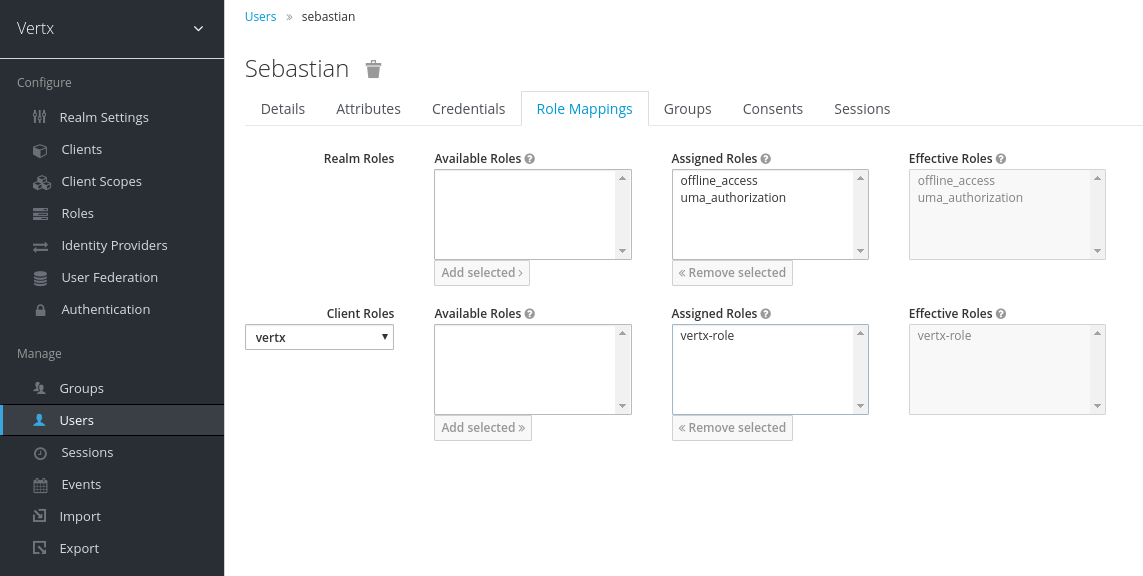 Vertx
Configure
Realm Settings
Clients
Client Scopes
Roles
Identity Providers
User Federation
Authentication
Manage
Groups
Users
Sessions
Events
Import
Export
Users » sebastian
Sebastian
Details Attributes Credentials Role Mappings Groups Consents Sessions
Realm Roles Available Roles Assigned Roles Effective Roles
offline_access offline_access
uma_authorization uma_authorization
Add selected › « Remove selected
Client Roles Available Roles Assigned Roles Effective Roles
vertx vertx-role vertx-role
Add selected » « Remove selected